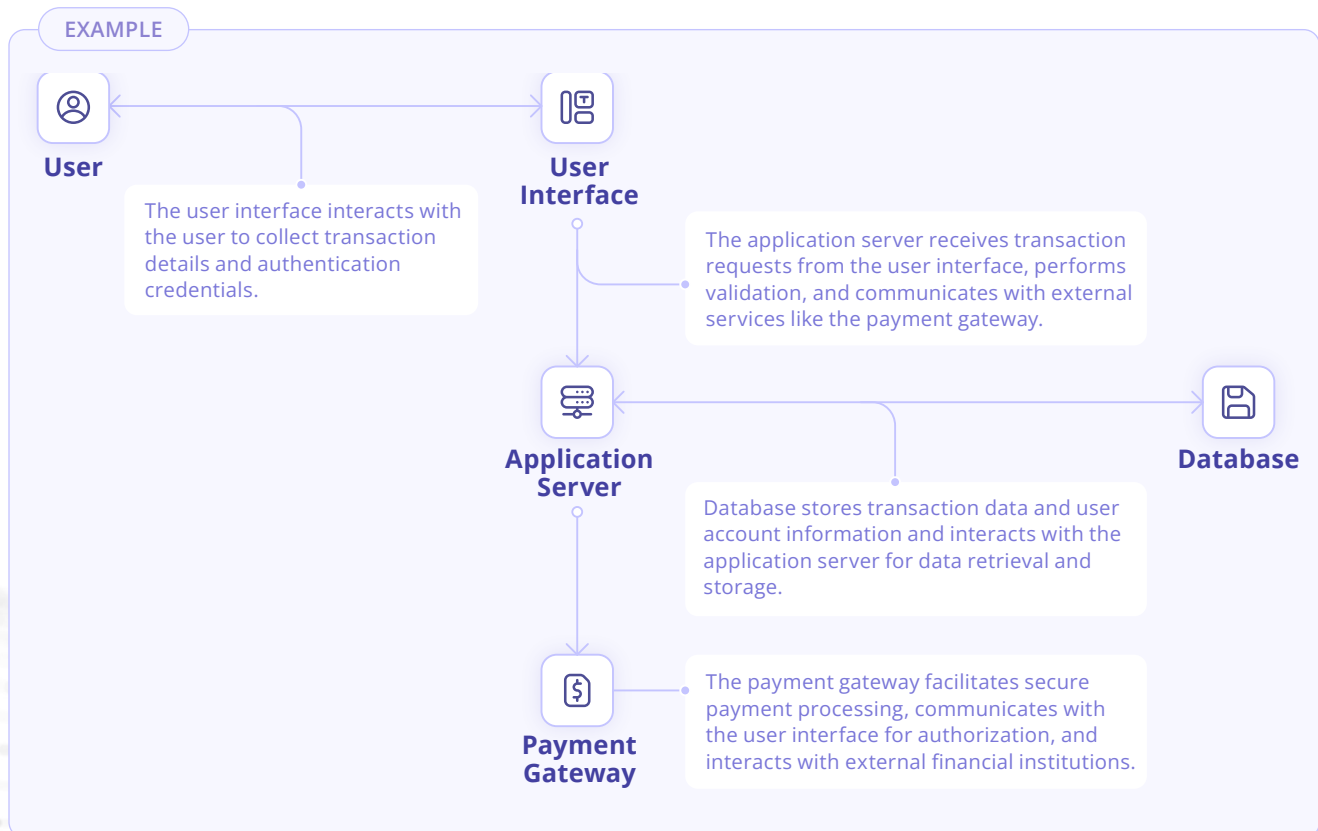 EXAMPLE
User
User
Interface
The user interface interacts with
the user to collect transaction
details and authentication
credentials.
The application server receives transaction
requests from the user interface, performs
validation, and communicates with external
services like the payment gateway.
Application
Server
Database
Database stores transaction data and user
account information and interacts with the
application server for data retrieval and
storage.
Payment
Gateway
The payment gateway facilitates secure
payment processing, communicates with
the user interface for authorization, and
interacts with external financial institutions.